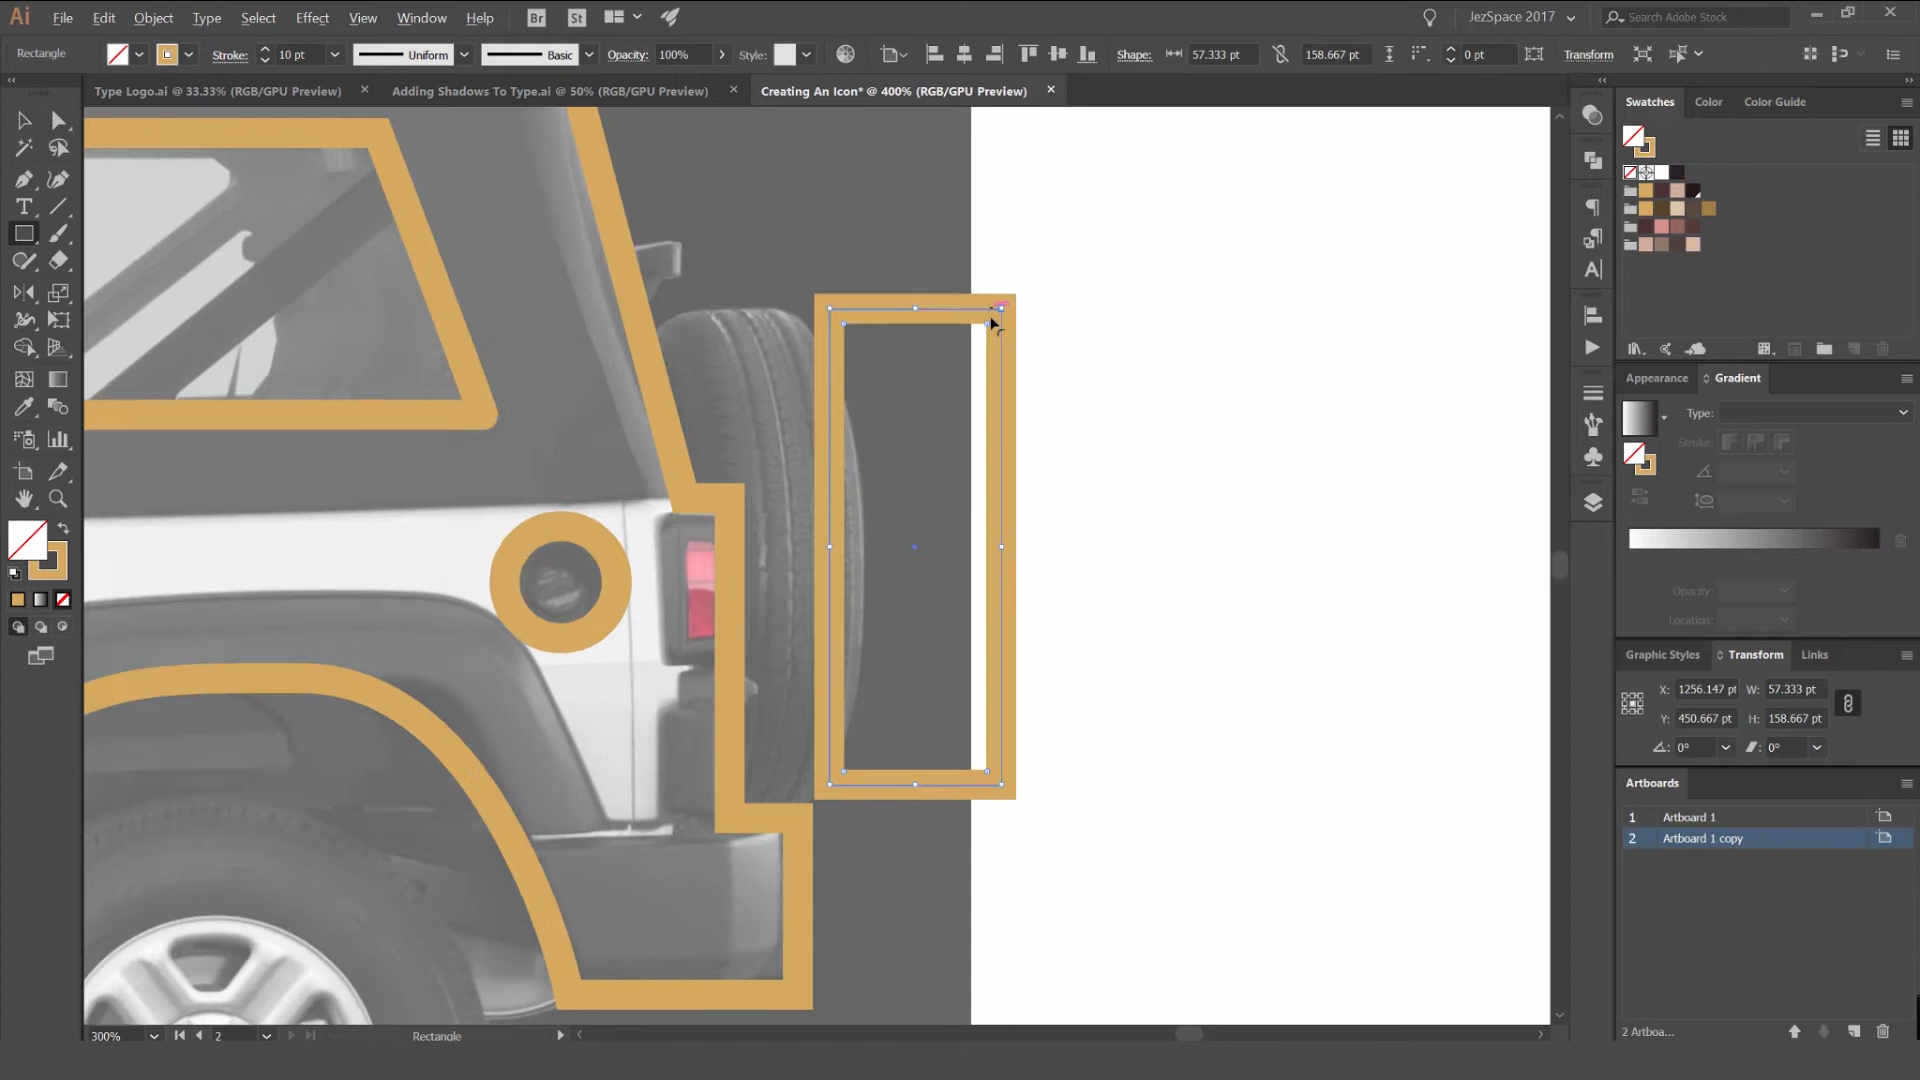 Ai File Edit Object Type Select Effect View Window Help Br St JezSpace 2017 Search Adobe Stock
Rectangle Stroke: 10 pt Uniform Basic Opacity: 100% Style: Shape: 57.333 pt 158.667 pt 0 pt Transform
Type Logo.ai @ 33.33% (RGB/GPU Preview) Adding Shadows To Type.ai @ 50% (RGB/GPU Preview) Creating An Icon* @ 400% (RGB/GPU Preview)
Swatches Color Color Guide
Appearance Gradient
Type:
Stroke:
Opacity:
Location:
Graphic Styles Transform Links
X: 1256.147 pt W: 57.333 pt
Y: 450.667 pt H: 158.667 pt
0° 0°
Artboards
1 Artboard 1
2 Artboard 1 copy
2 Artboa...
300% 2 Rectangle